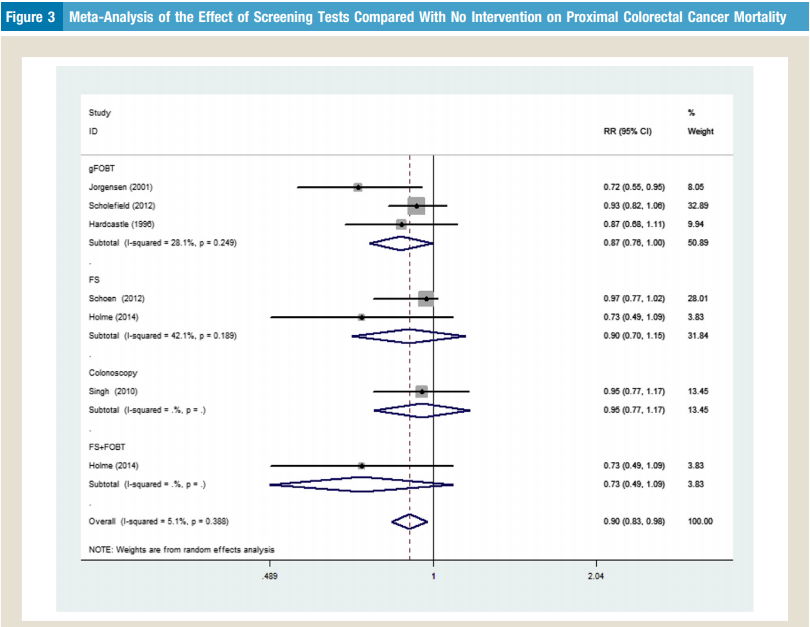 Figure 3 Meta-Analysis of the Effect of Screening Tests Compared With No Intervention on Proximal Colorectal Cancer Mortality
Study %
ID RR (95% CI) Weight
gFOBT
Jorgensen (2001) 0.72 (0.55, 0.95) 8.05
Scholefield (2012) 0.93 (0.82, 1.06) 32.89
Hardcastle (1996) 0.87 (0.68, 1.11) 9.94
Subtotal (I-squared = 28.1%, p = 0.249) 0.87 (0.76, 1.00) 50.89
.
FS
Schoen (2012) 0.97 (0.77, 1.02) 28.01
Holme (2014) 0.73 (0.49, 1.09) 3.83
Subtotal (I-squared = 42.1%, p = 0.189) 0.90 (0.70, 1.15) 31.84
.
Colonoscopy
Singh (2010) 0.95 (0.77, 1.17) 13.45
Subtotal (I-squared = .%, p = .) 0.95 (0.77, 1.17) 13.45
.
FS+FOBT
Holme (2014) 0.73 (0.49, 1.09) 3.83
Subtotal (I-squared = .%, p = .) 0.73 (0.49, 1.09) 3.83
.
Overall (I-squared = 5.1%, p = 0.388) 0.90 (0.83, 0.98) 100.00
NOTE: Weights are from random effects analysis
.489 1 2.04